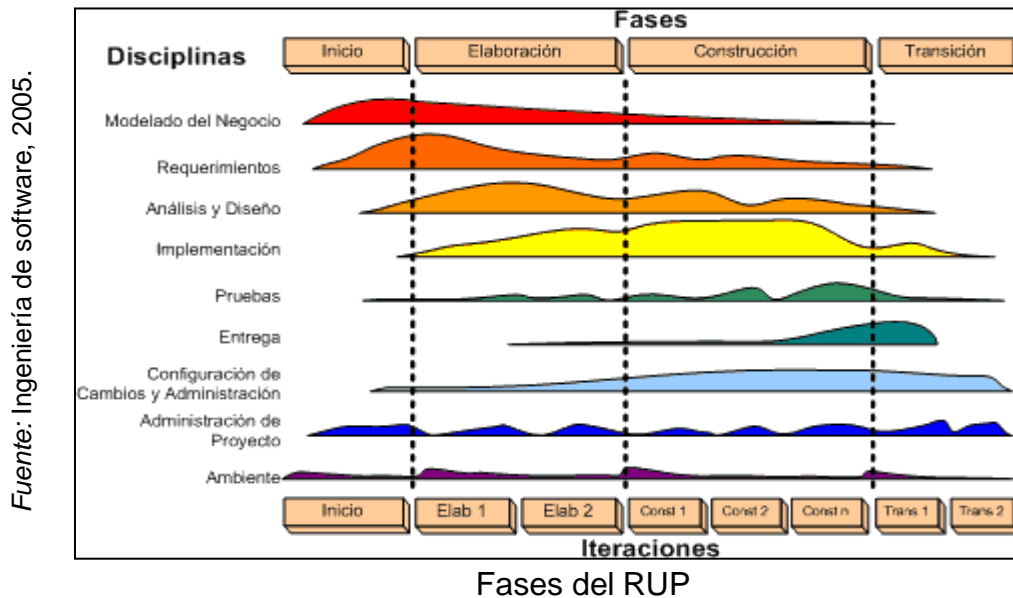 Fuente: Ingeniería de software, 2005.
Fases
Disciplinas
Inicio
Elaboración
Construcción
Transición
Modelado del Negocio
Requerimientos
Análisis y Diseño
Implementación
Pruebas
Entrega
Configuración de
Cambios y Administración
Administración de
Proyecto
Ambiente
Inicio
Elab 1
Elab 2
Const 1
Const 2
Const n
Trans 1
Trans 2
Iteraciones
Fases del RUP